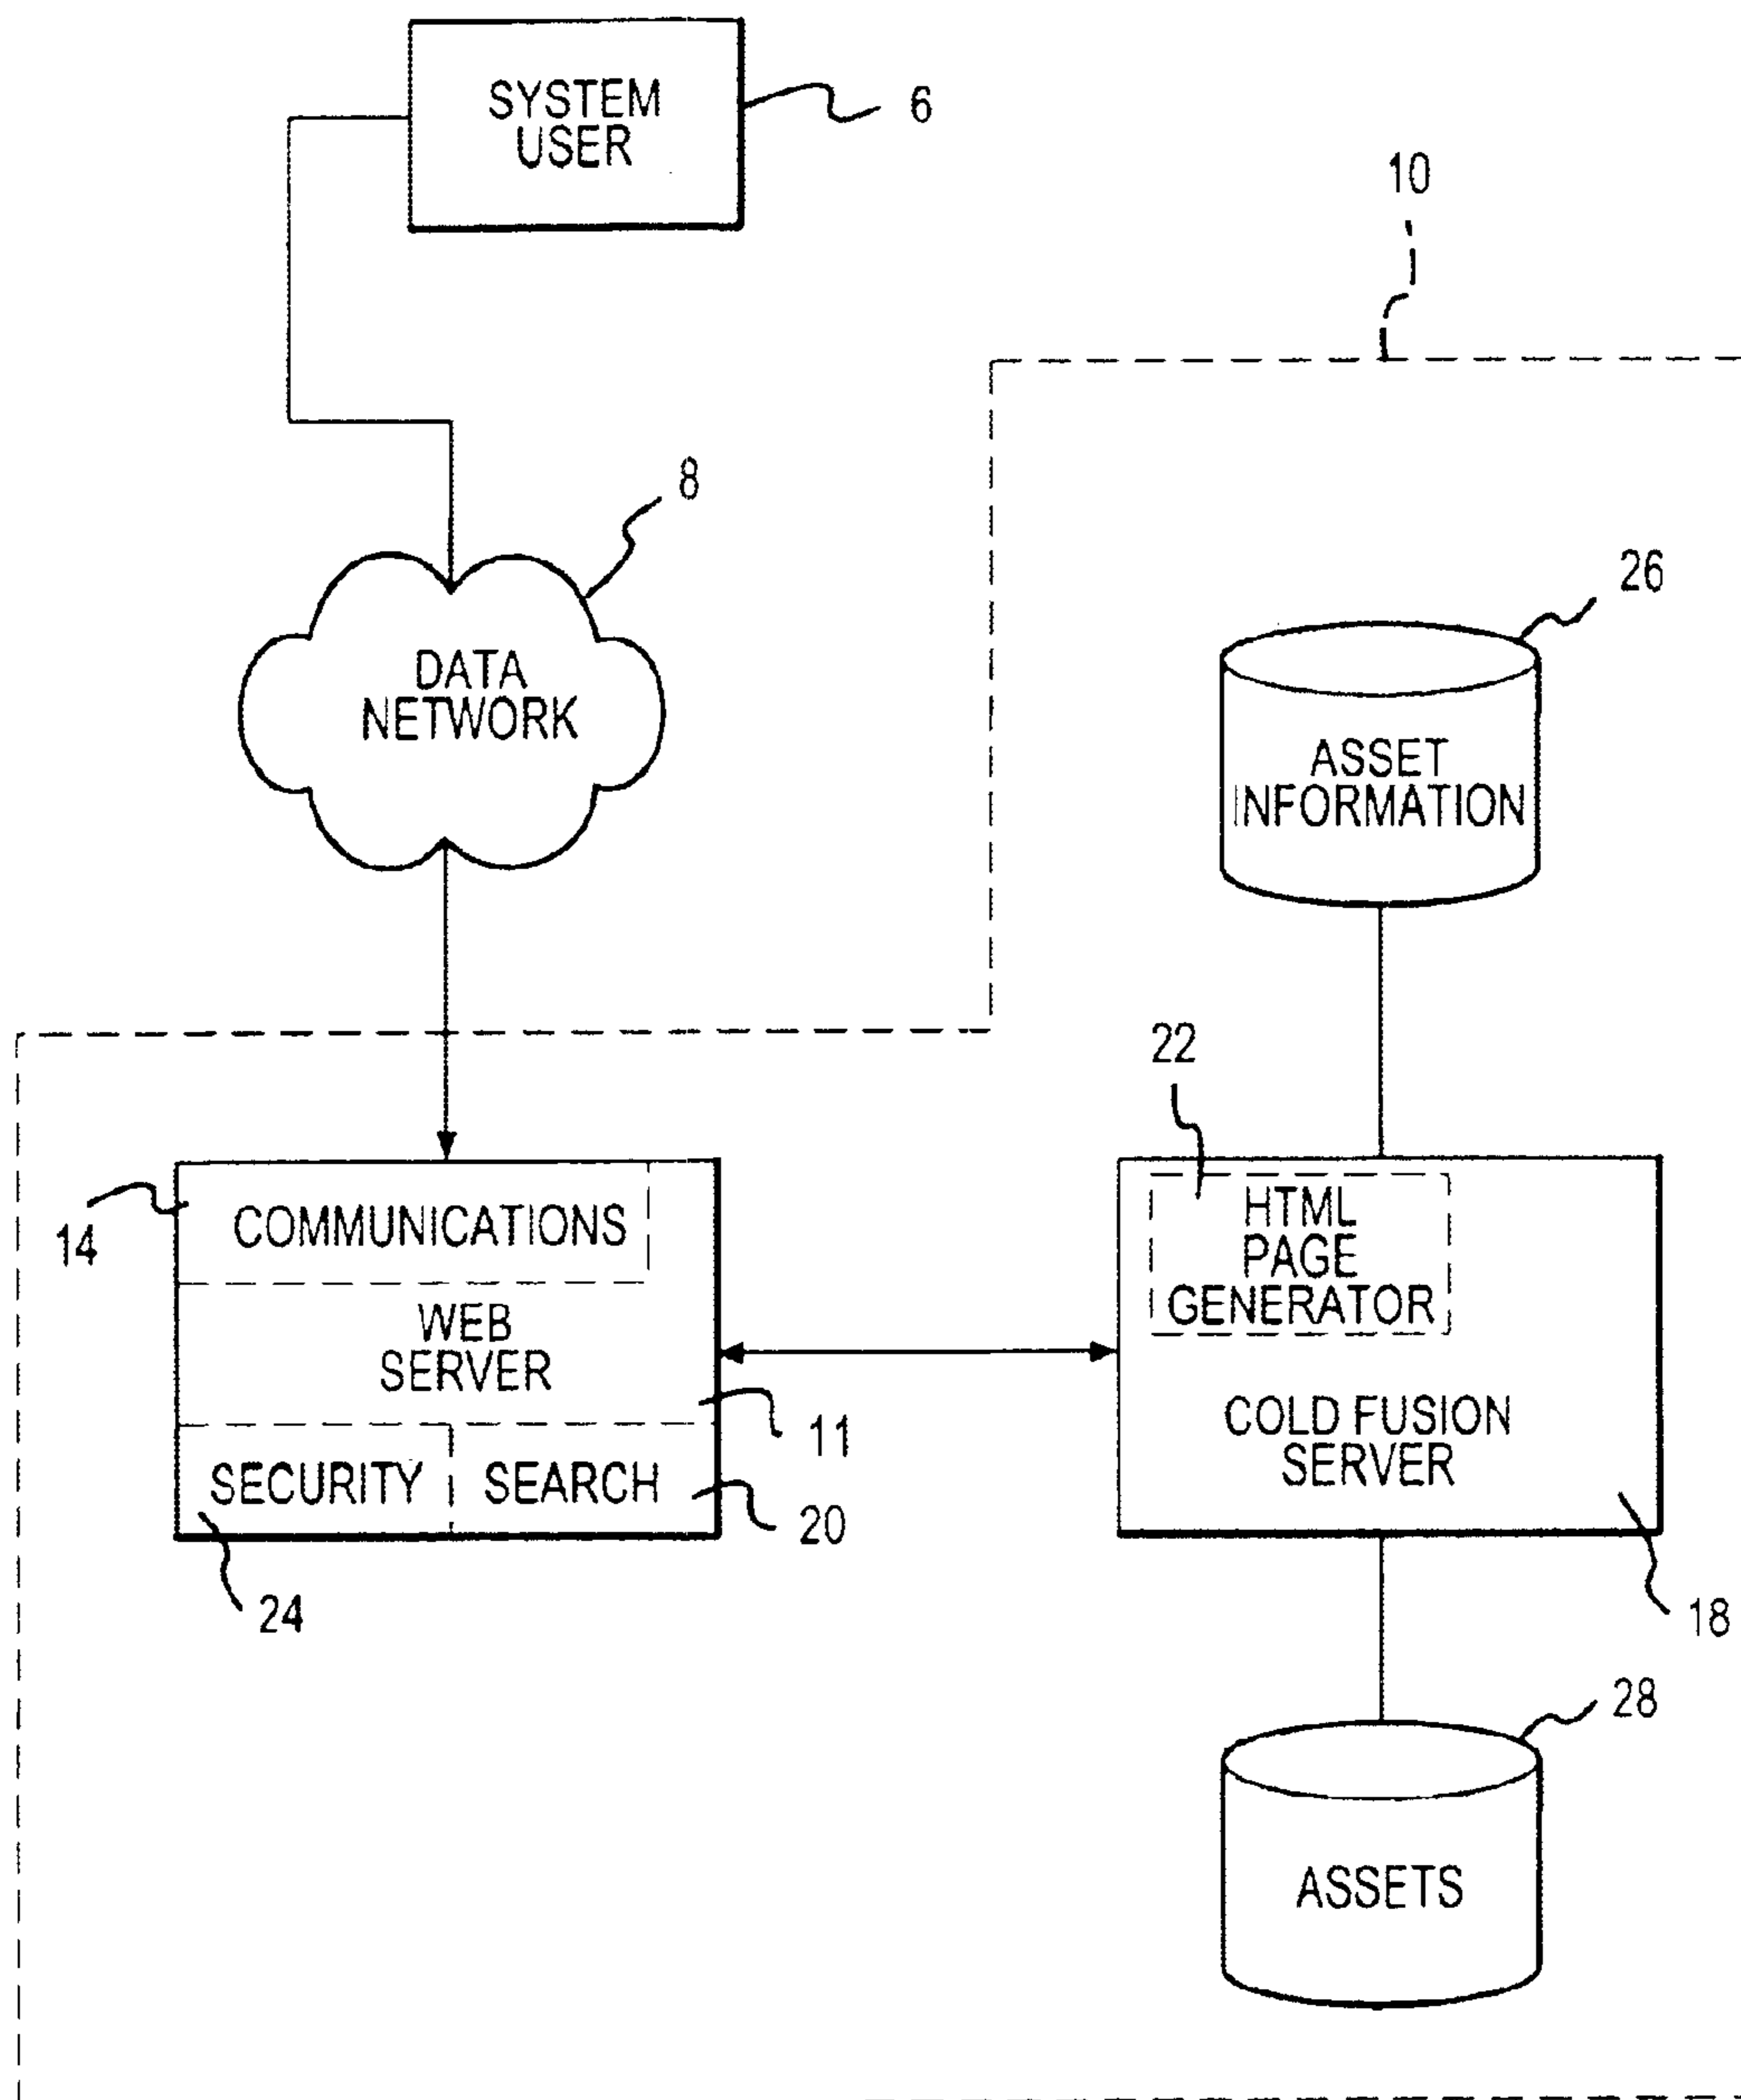 SYSTEM
USER
6
10
8
DATA
NETWORK
26
ASSET
INFORMATION
22
14
COMMUNICATIONS
WEB
SERVER
11
SECURITY
SEARCH
20
24
HTML
PAGE
GENERATOR
COLD FUSION
SERVER
18
28
ASSETS